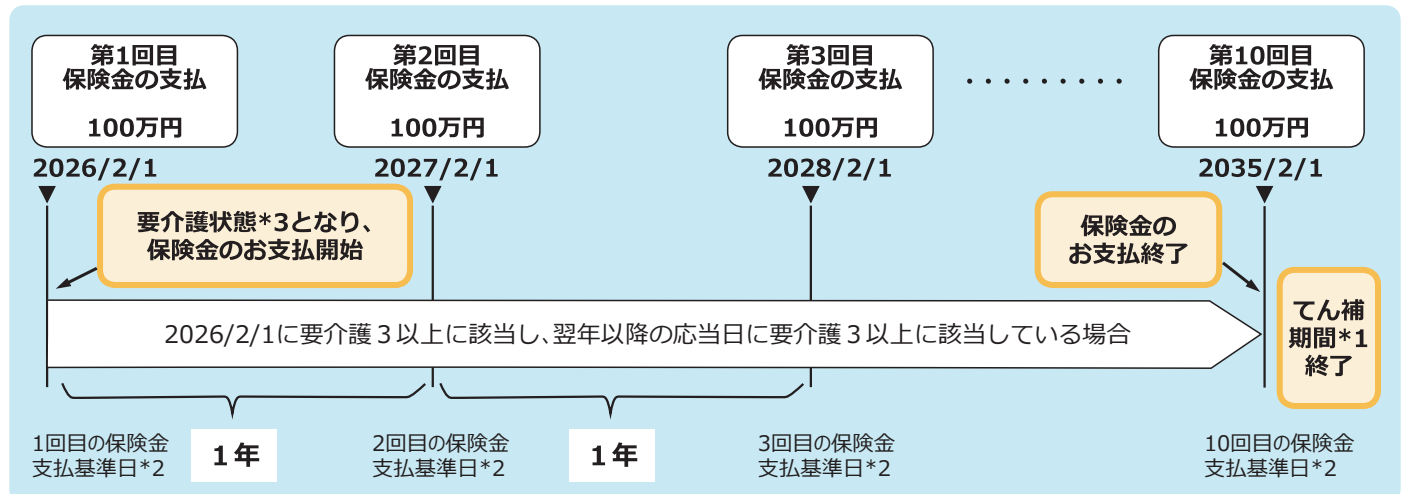 第1回目
保険金の支払
100万円
2026/2/1
第2回目
保険金の支払
100万円
2027/2/1
第3回目
保険金の支払
100万円
2028/2/1
・・・・・・・・・
第10回目
保険金の支払
100万円
2035/2/1
要介護状態*3となり、
保険金のお支払開始
保険金の
お支払終了
てん補
期間*1
終了
2026/2/1に要介護３以上に該当し､翌年以降の応当日に要介護３以上に該当している場合
1回目の保険金
支払基準日*2
１年
2回目の保険金
支払基準日*2
１年
3回目の保険金
支払基準日*2
10回目の保険金
支払基準日*2